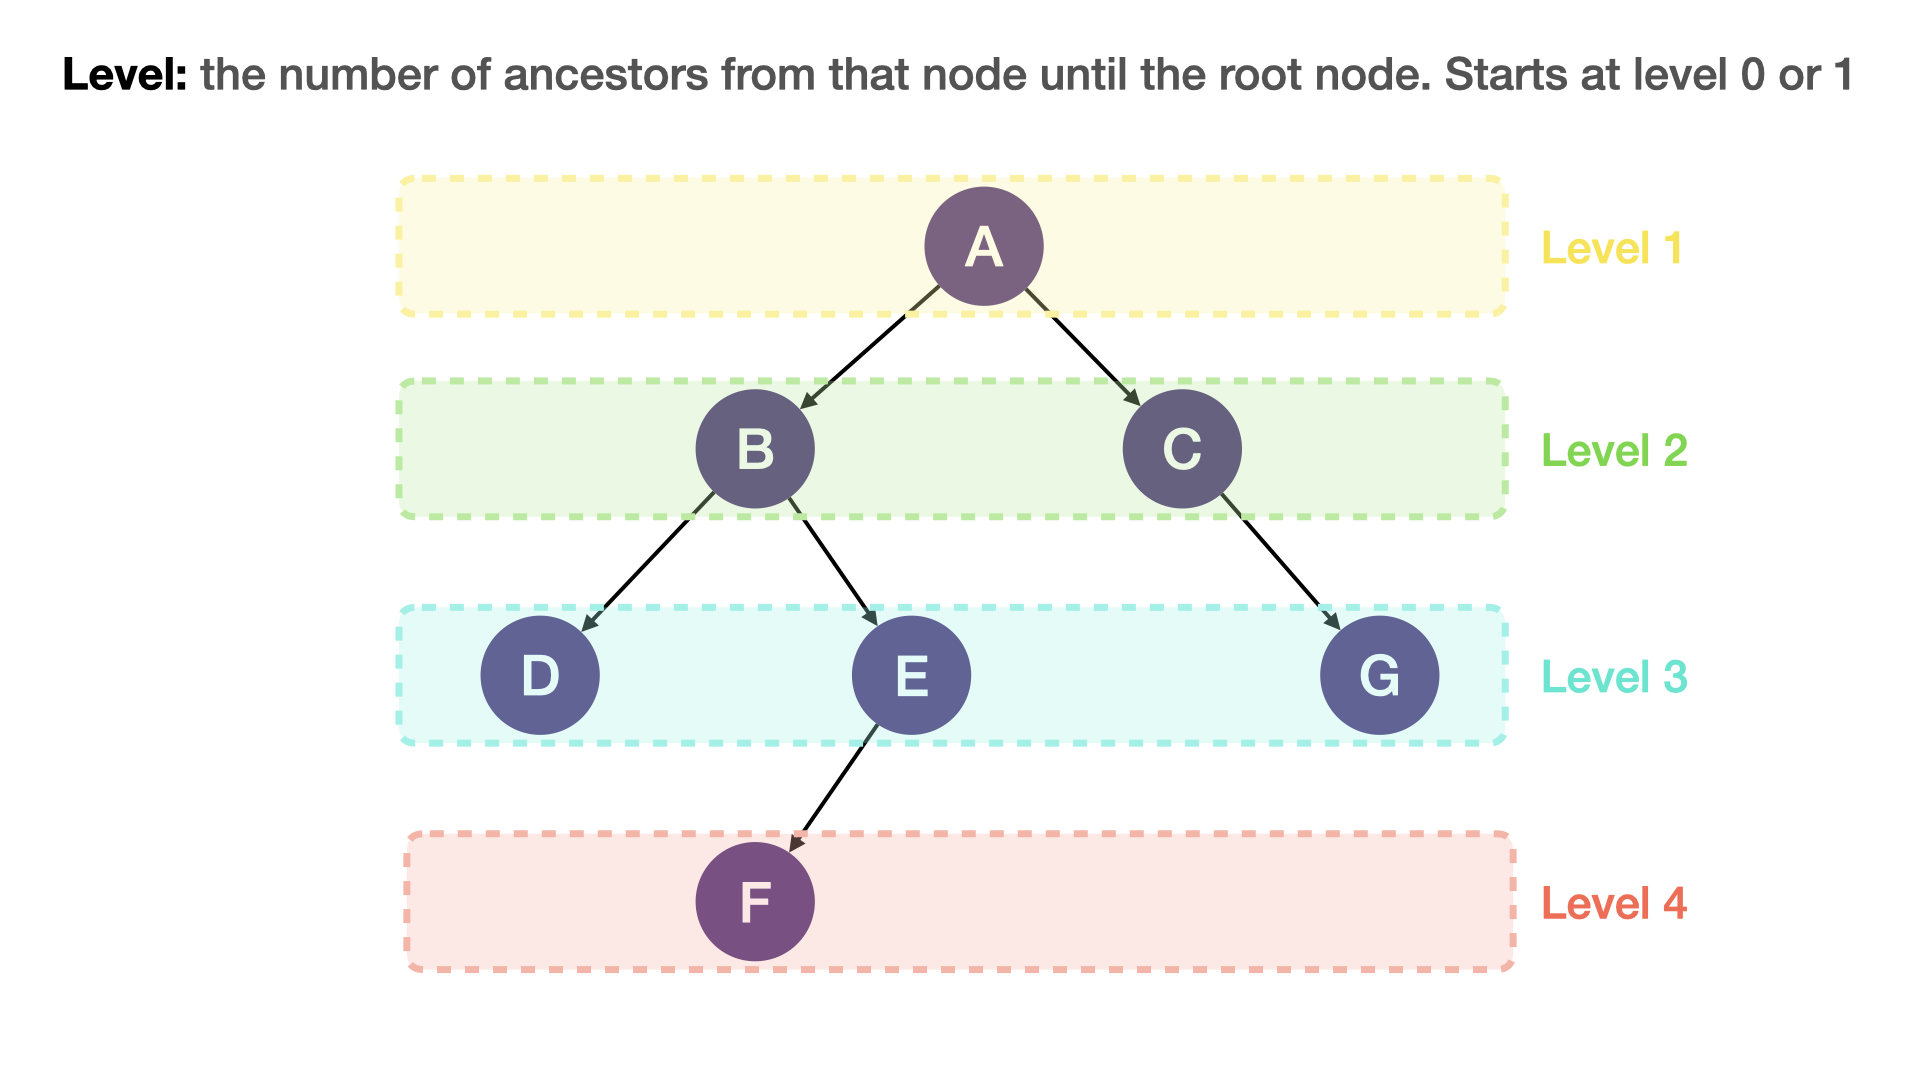 Level: the number of ancestors from that node until the root node. Starts at level 0 or 1
A
Level 1
B
C
Level 2
D
E
G
Level 3
F
Level 4